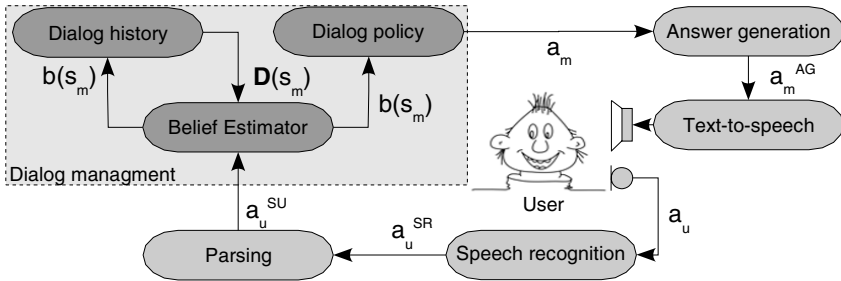 Dialog history
Dialog policy
a_m
Answer generation
b(s_m)
D(s_m)
b(s_m)
a_m^AG
Belief Estimator
Text-to-speech
Dialog managment
User
a_u^SU
a_u^SR
a_u
Parsing
Speech recognition